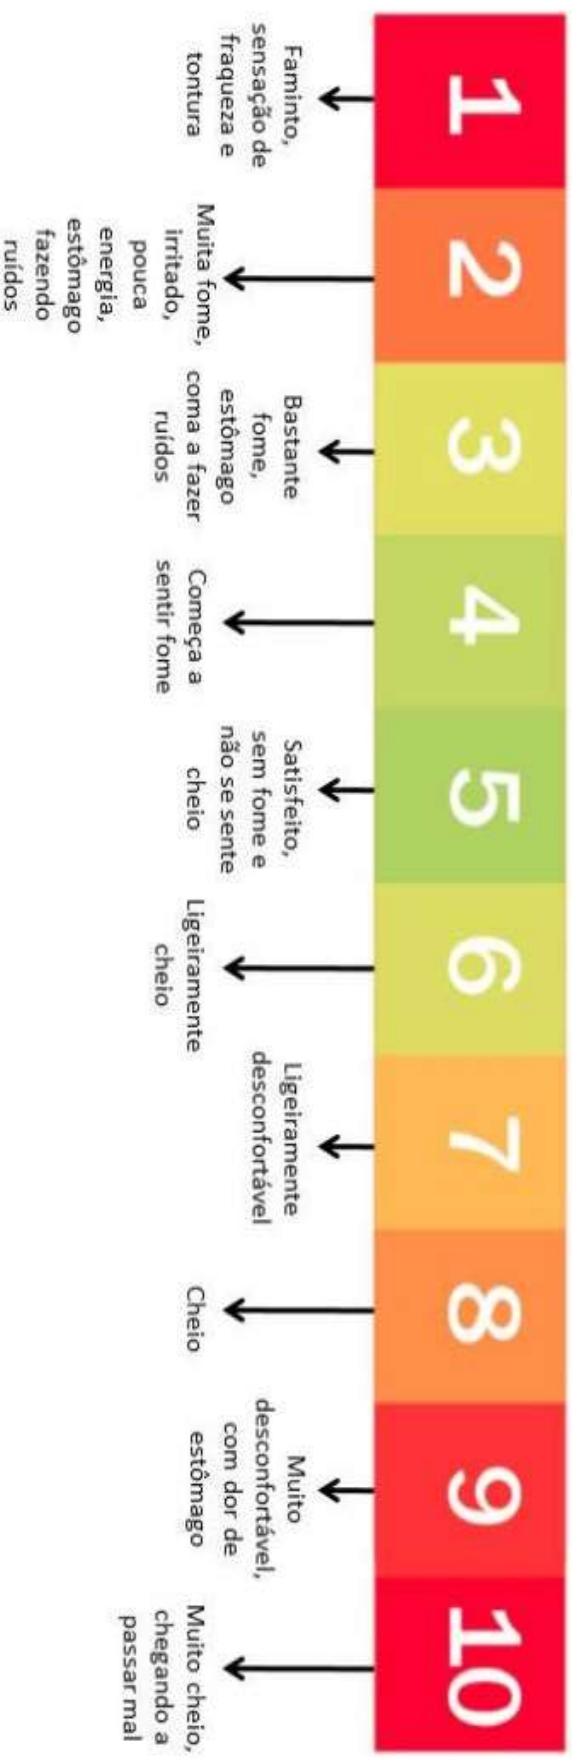 1
Faminto,
sensação de
fraqueza e
tontura
2
Muita fome,
irritado,
pouca
energia,
estômago
fazendo
ruídos
3
Bastante
fome,
estômago
coma a fazer
ruídos
4
Começa a
sentir fome
5
Satisfeito,
sem fome e
não se sente
cheio
6
Ligeiramente
cheio
7
Ligeiramente
desconfortável
8
Cheio
9
Muito
desconfortável,
com dor de
estômago
10
Muito cheio,
chegando a
passar mal